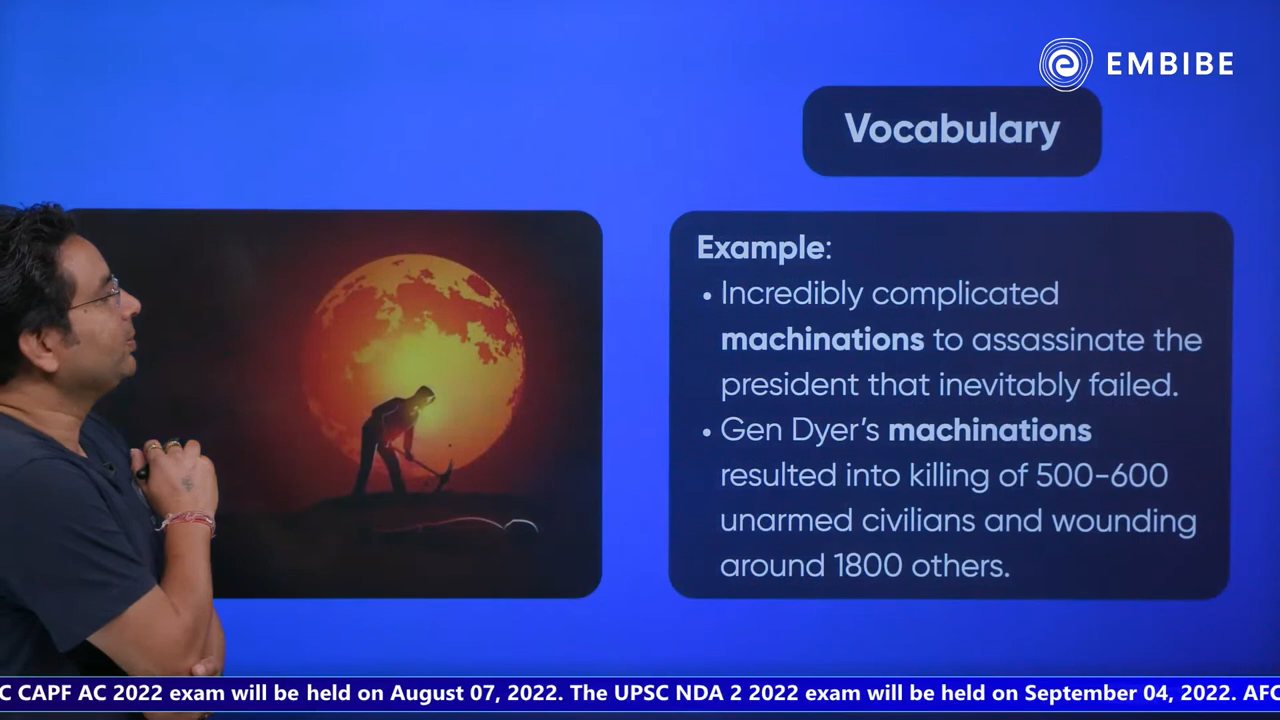 EMBIBE
Vocabulary
Example:
• Incredibly complicated
machinations to assassinate the
president that inevitably failed.
• Gen Dyer's machinations
resulted into killing of 500-600
unarmed civilians and wounding
around 1800 others.
C CAPF AC 2022 exam will be held on August 07, 2022. The UPSC NDA 2 2022 exam will be held on September 04, 2022. AFC